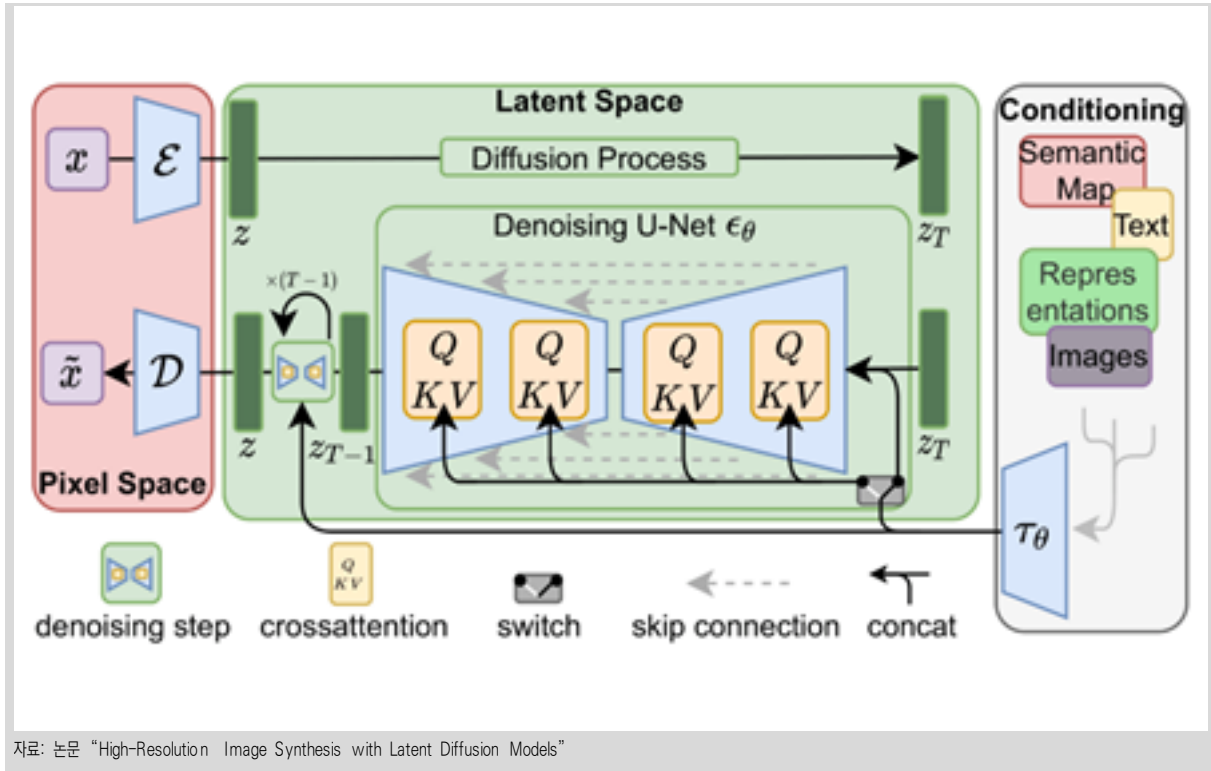 Latent Space
Conditioning
x
ℰ
Diffusion Process
z
z_T
Semantic
Map
Text
Denoising U-Net ϵ_θ
Repres
entations
Images
×(T−1)
x̃
𝒟
Q
KV
Q
KV
Q
KV
Q
KV
z
z_{T−1}
z_T
Pixel Space
τ_θ
Q
KV
denoising step
crossattention
switch
skip connection
concat
자료: 논문 “High-Resolution Image Synthesis with Latent Diffusion Models”